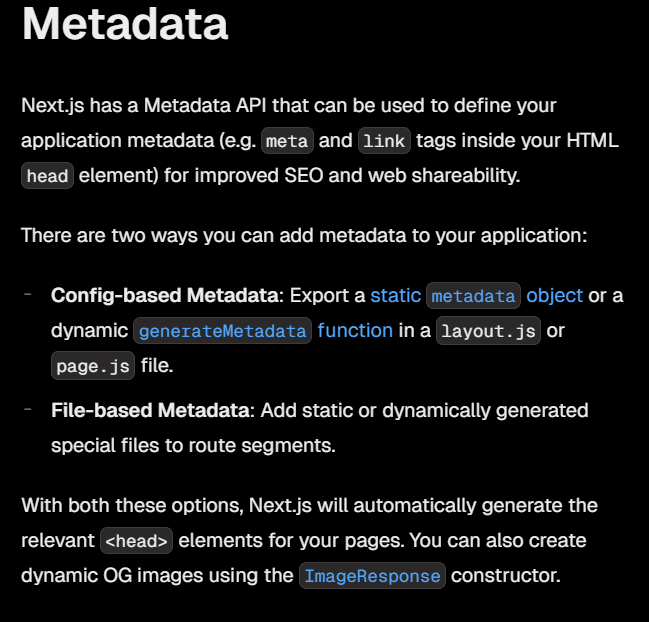 Metadata
Next.js has a Metadata API that can be used to define your
application metadata (e.g. meta and link tags inside your HTML
head element) for improved SEO and web shareability.
There are two ways you can add metadata to your application:
- Config-based Metadata: Export a static metadata object or a
dynamic generateMetadata function in a layout.js or
page.js file.
- File-based Metadata: Add static or dynamically generated
special files to route segments.
With both these options, Next.js will automatically generate the
relevant <head> elements for your pages. You can also create
dynamic OG images using the ImageResponse constructor.